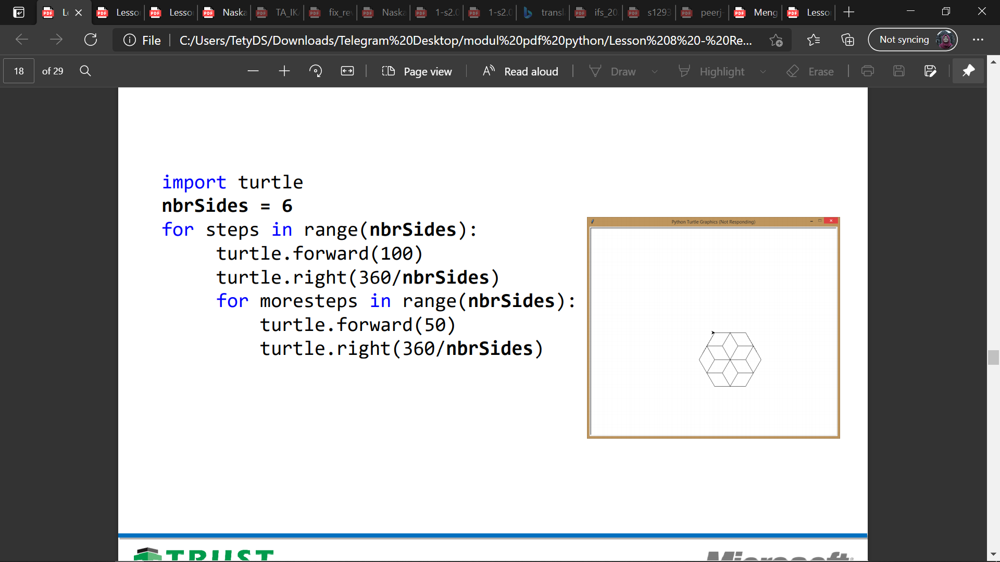 L Lesso Lesso Naska TA_IK fix_rev Naska 1-s2.0 1-s2.0 transl ifs_20 s1293 peerj- Meng Lesso
File C:/Users/TetyDS/Downloads/Telegram%20Desktop/modul%20pdf%20python/Lesson%208%20-%20Re... Not syncing
18 of 29 Page view Read aloud Draw Highlight Erase
import turtle
nbrSides = 6
for steps in range(nbrSides):
turtle.forward(100)
turtle.right(360/nbrSides)
for moresteps in range(nbrSides):
turtle.forward(50)
turtle.right(360/nbrSides)
Python Turtle Graphics (Not Responding)
TRUST
Microsoft